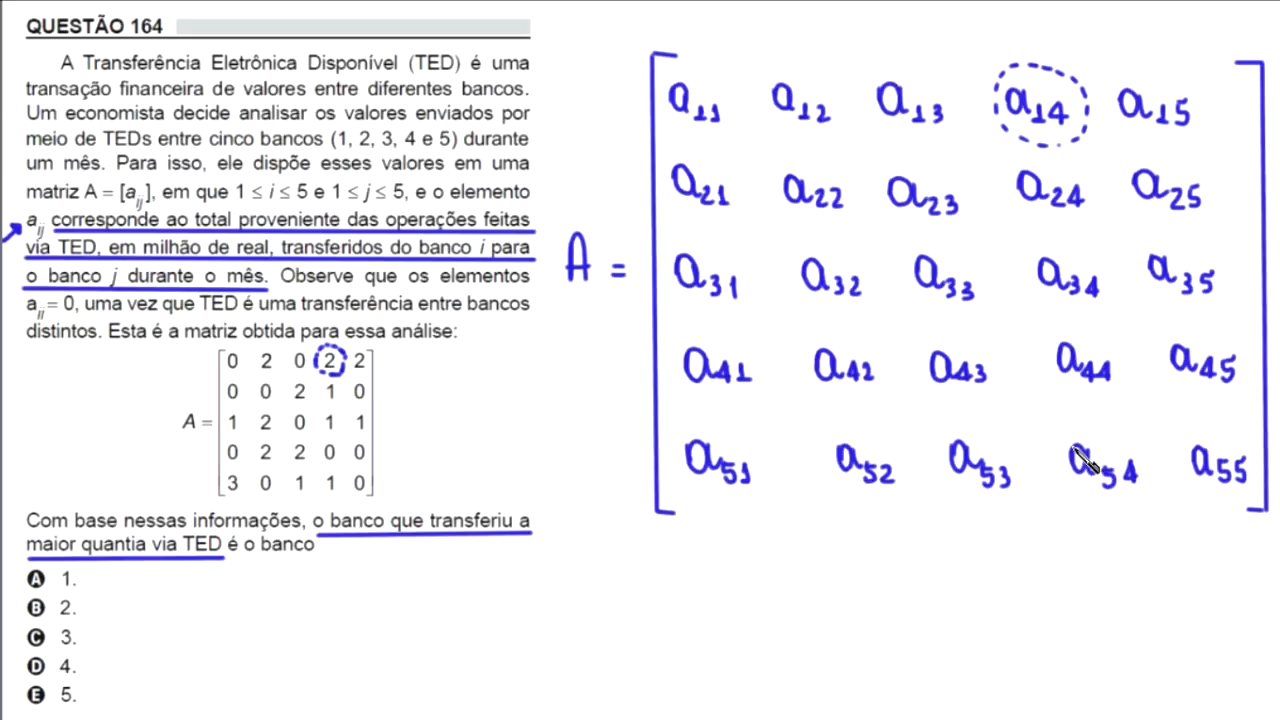 QUESTÃO 164
A Transferência Eletrônica Disponível (TED) é uma
transação financeira de valores entre diferentes bancos.
Um economista decide analisar os valores enviados por
meio de TEDs entre cinco bancos (1, 2, 3, 4 e 5) durante
um mês. Para isso, ele dispõe esses valores em uma
matriz A = [aij], em que 1 ≤ i ≤ 5 e 1 ≤ j ≤ 5, e o elemento
aij corresponde ao total proveniente das operações feitas
via TED, em milhão de real, transferidos do banco i para
o banco j durante o mês. Observe que os elementos
aii = 0, uma vez que TED é uma transferência entre bancos
distintos. Esta é a matriz obtida para essa análise:
0 2 0 2 2
0 0 2 1 0
A = 1 2 0 1 1
0 2 2 0 0
3 0 1 1 0
Com base nessas informações, o banco que transferiu a
maior quantia via TED é o banco
A 1.
B 2.
C 3.
D 4.
E 5.
a11 a12 a13 a14 a15
a21 a22 a23 a24 a25
A = a31 a32 a33 a34 a35
a41 a42 a43 a44 a45
a51 a52 a53 a54 a55